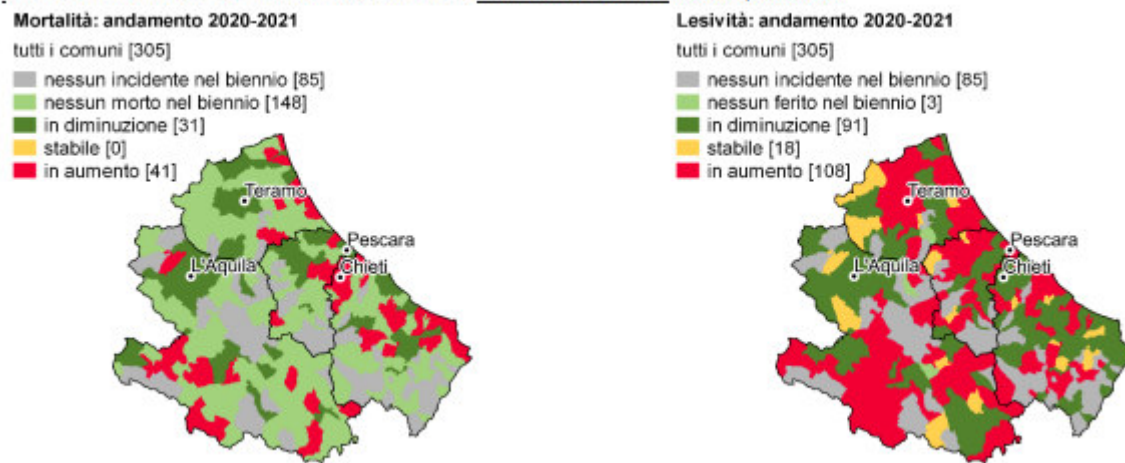 Mortalità: andamento 2020-2021
tutti i comuni [305]
nessun incidente nel biennio [85]
nessun morto nel biennio [148]
in diminuzione [31]
stabile [0]
in aumento [41]
Teramo
Pescara
L'Aquila
Chieti
Lesività: andamento 2020-2021
tutti i comuni [305]
nessun incidente nel biennio [85]
nessun ferito nel biennio [3]
in diminuzione [91]
stabile [18]
in aumento [108]
Teramo
Pescara
L'Aquila
Chieti